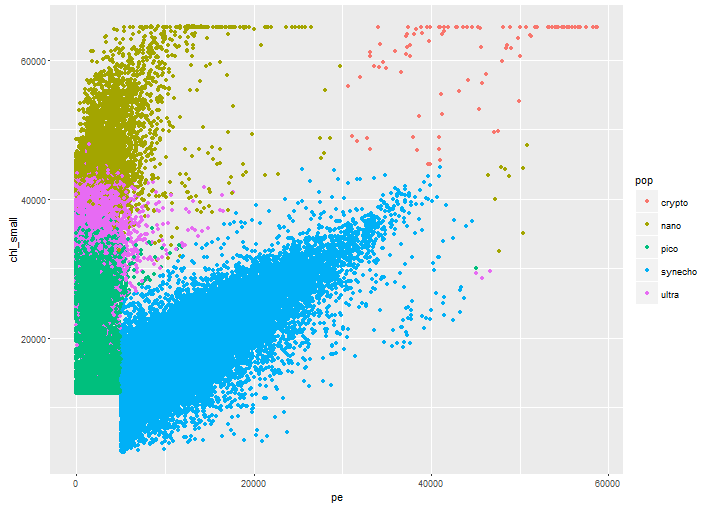 chl_small
60000
40000
20000
0
20000
40000
60000
pe
pop
crypto
nano
pico
synecho
ultra